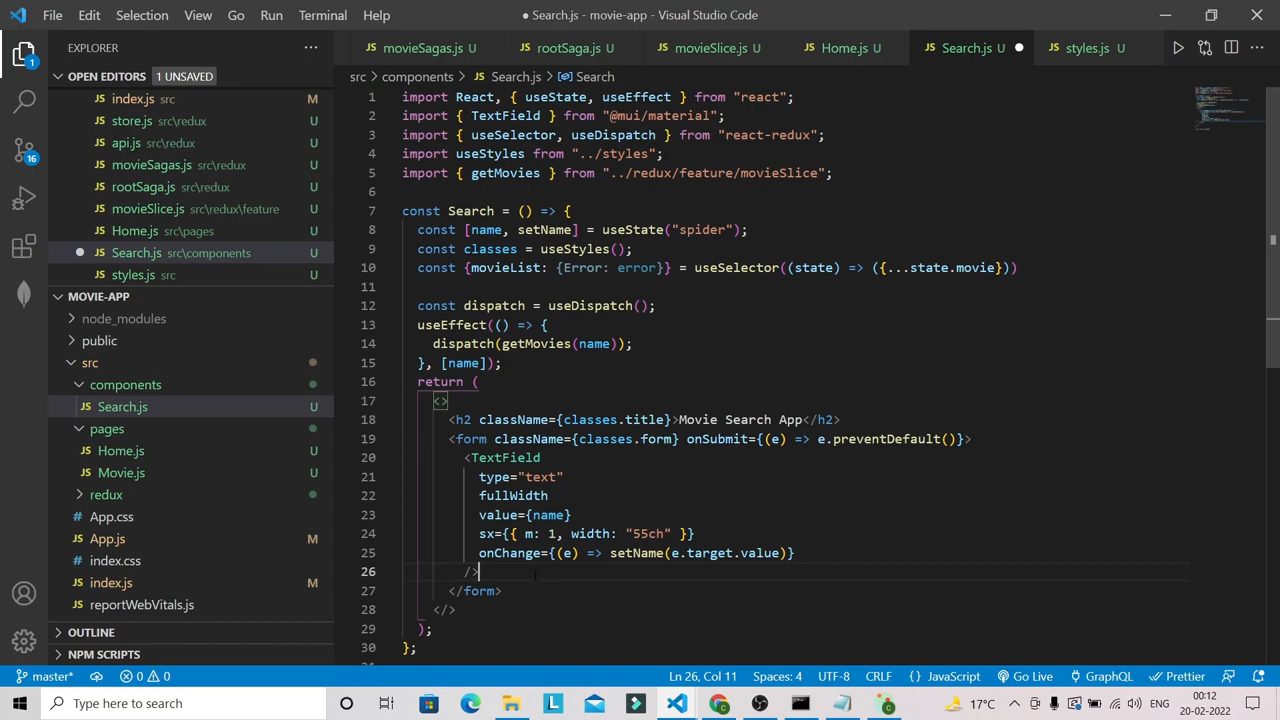 File Edit Selection View Go Run Terminal Help
● Search.js - movie-app - Visual Studio Code
EXPLORER
OPEN EDITORS 1 UNSAVED
index.js src M
store.js src\redux U
api.js src\redux U
movieSagas.js src\redux U
rootSaga.js src\redux U
movieSlice.js src\redux\feature U
Home.js src\pages U
Search.js src\components U
styles.js src U
MOVIE-APP
node_modules
public
src
components
Search.js U
pages
Home.js U
Movie.js U
redux
App.css
App.js M
index.css
index.js M
reportWebVitals.js
OUTLINE
NPM SCRIPTS
1
16
movieSagas.js U rootSaga.js U movieSlice.js U Home.js U Search.js U ● styles.js U
src > components > Search.js > Search
1 import React, { useState, useEffect } from "react";
2 import { TextField } from "@mui/material";
3 import { useSelector, useDispatch } from "react-redux";
4 import useStyles from "../styles";
5 import { getMovies } from "../redux/feature/movieSlice";
6
7 const Search = () => {
8 const [name, setName] = useState("spider");
9 const classes = useStyles();
10 const {movieList: {Error: error}} = useSelector((state) => ({...state.movie}))
11
12 const dispatch = useDispatch();
13 useEffect(() => {
14 dispatch(getMovies(name));
15 }, [name]);
16 return (
17 <>
18 <h2 className={classes.title}>Movie Search App</h2>
19 <form className={classes.form} onSubmit={(e) => e.preventDefault()}>
20 <TextField
21 type="text"
22 fullWidth
23 value={name}
24 sx={{ m: 1, width: "55ch" }}
25 onChange={(e) => setName(e.target.value)}
26 />
27 </form>
28 </>
29 );
30 };
master* 0 0 Ln 26, Col 11 Spaces: 4 UTF-8 CRLF {} JavaScript Go Live GraphQL Prettier
Type here to search
17°C
00:12
20-02-2022